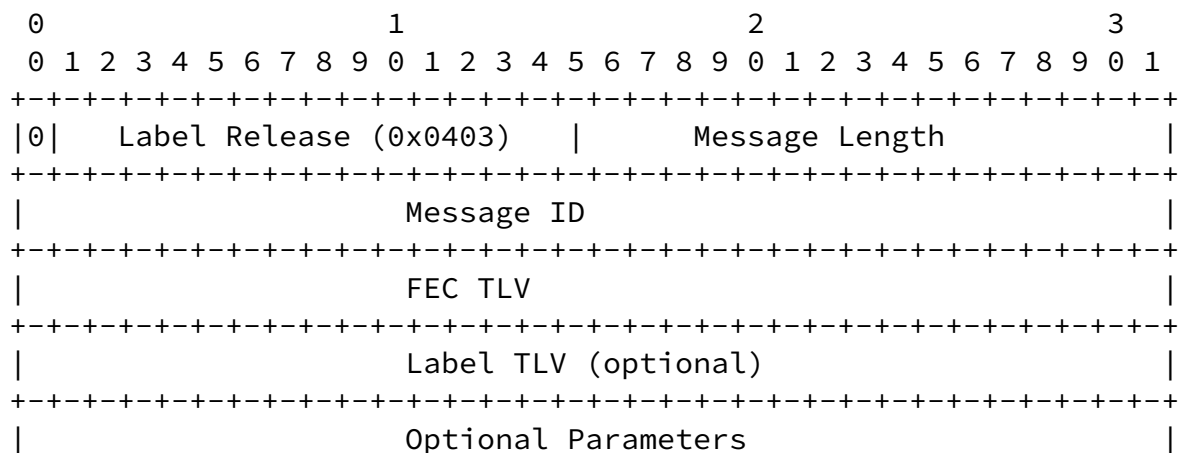 0                   1                   2                   3
 0 1 2 3 4 5 6 7 8 9 0 1 2 3 4 5 6 7 8 9 0 1 2 3 4 5 6 7 8 9 0 1
+-+-+-+-+-+-+-+-+-+-+-+-+-+-+-+-+-+-+-+-+-+-+-+-+-+-+-+-+-+-+-+-+
|0|   Label Release (0x0403)   |      Message Length            |
+-+-+-+-+-+-+-+-+-+-+-+-+-+-+-+-+-+-+-+-+-+-+-+-+-+-+-+-+-+-+-+-+
|                     Message ID                                |
+-+-+-+-+-+-+-+-+-+-+-+-+-+-+-+-+-+-+-+-+-+-+-+-+-+-+-+-+-+-+-+-+
|                     FEC TLV                                   |
+-+-+-+-+-+-+-+-+-+-+-+-+-+-+-+-+-+-+-+-+-+-+-+-+-+-+-+-+-+-+-+-+
|                     Label TLV (optional)                      |
+-+-+-+-+-+-+-+-+-+-+-+-+-+-+-+-+-+-+-+-+-+-+-+-+-+-+-+-+-+-+-+-+
|                     Optional Parameters                       |